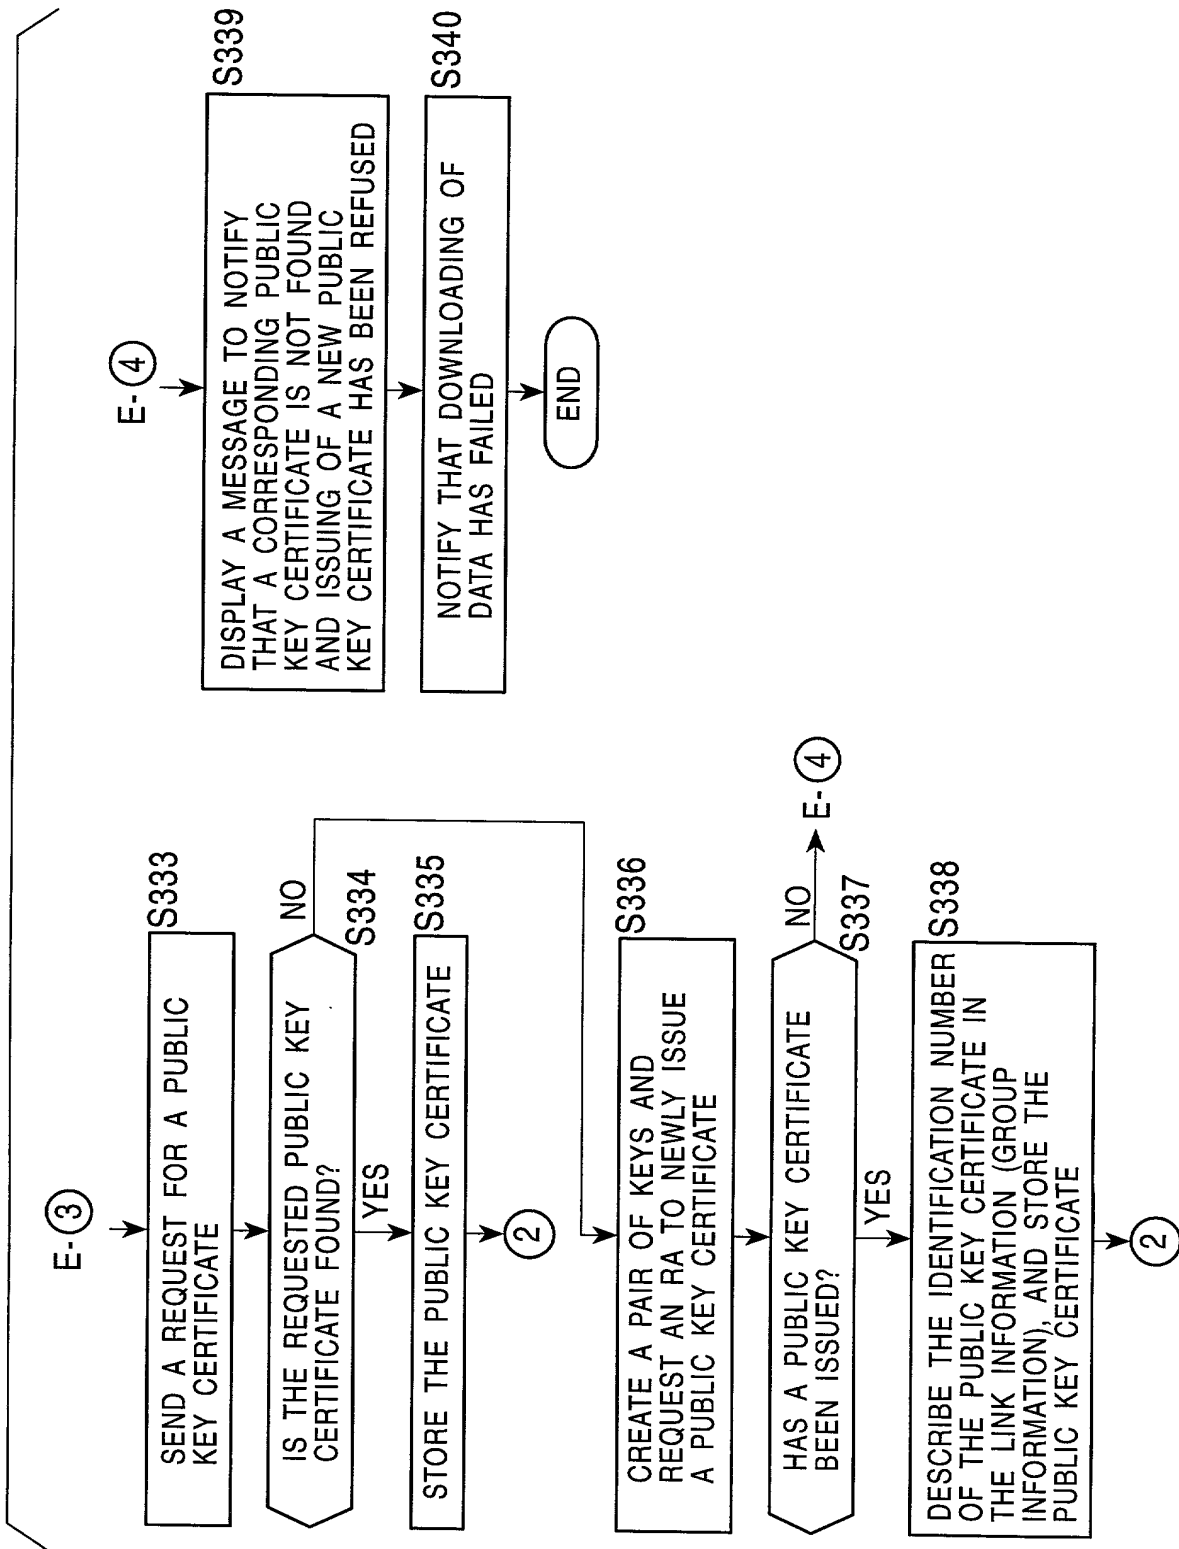 E-3
SEND A REQUEST FOR A PUBLIC
KEY CERTIFICATE
S333
IS THE REQUESTED PUBLIC KEY
CERTIFICATE FOUND?
NO
S334
YES
STORE THE PUBLIC KEY CERTIFICATE
S335
2
CREATE A PAIR OF KEYS AND
REQUEST AN RA TO NEWLY ISSUE
A PUBLIC KEY CERTIFICATE
S336
HAS A PUBLIC KEY CERTIFICATE
BEEN ISSUED?
NO
E-4
S337
YES
DESCRIBE THE IDENTIFICATION NUMBER
OF THE PUBLIC KEY CERTIFICATE IN
THE LINK INFORMATION (GROUP
INFORMATION), AND STORE THE
PUBLIC KEY CERTIFICATE
S338
2
E-4
DISPLAY A MESSAGE TO NOTIFY
THAT A CORRESPONDING PUBLIC
KEY CERTIFICATE IS NOT FOUND
AND ISSUING OF A NEW PUBLIC
KEY CERTIFICATE HAS BEEN REFUSED
S339
NOTIFY THAT DOWNLOADING OF
DATA HAS FAILED
S340
END